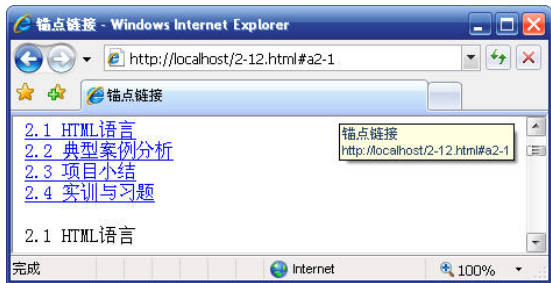 锚点链接 - Windows Internet Explorer
http://localhost/2-12.html#a2-1
锚点链接
2.1 HTML语言
2.2 典型案例分析
2.3 项目小结
2.4 实训与习题
锚点链接
http://localhost/2-12.html#a2-1
2.1 HTML语言
完成
Internet
100%